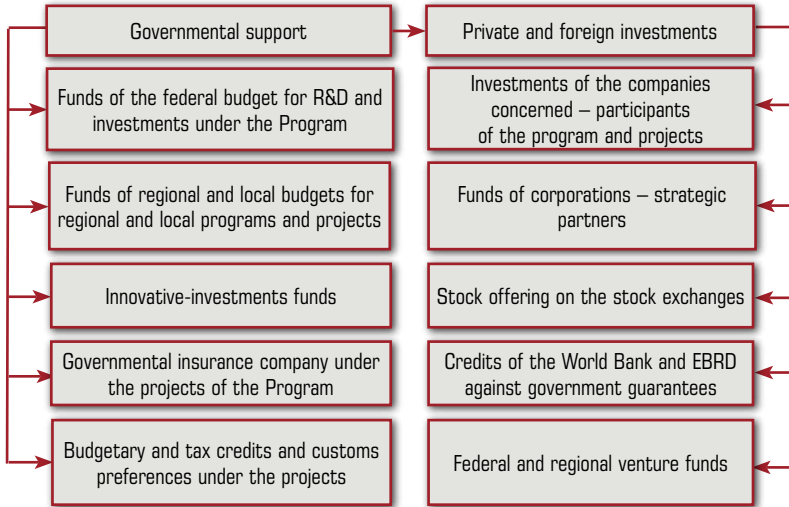 Governmental support
Private and foreign investments
Funds of the federal budget for R&D and
investments under the Program
Investments of the companies
concerned – participants
of the program and projects
Funds of regional and local budgets for
regional and local programs and projects
Funds of corporations – strategic
partners
Innovative-investments funds
Stock offering on the stock exchanges
Governmental insurance company under
the projects of the Program
Credits of the World Bank and EBRD
against government guarantees
Budgetary and tax credits and customs
preferences under the projects
Federal and regional venture funds